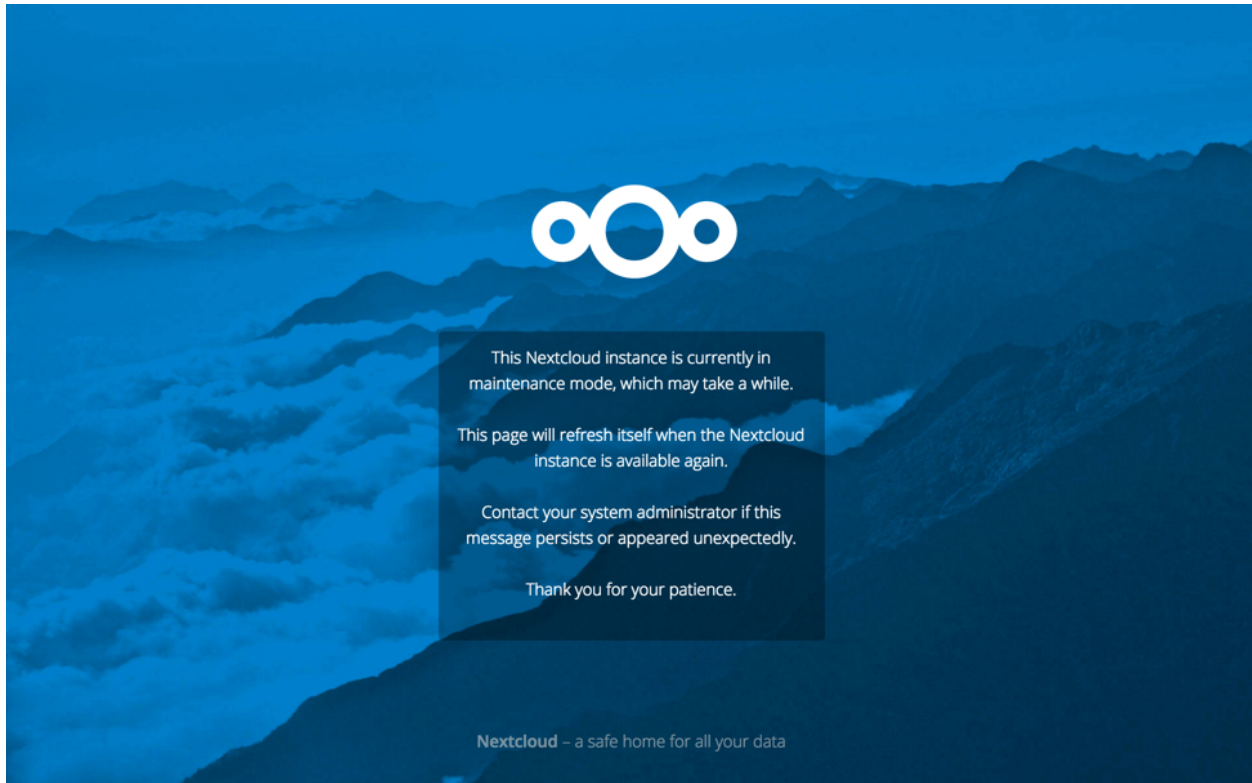 This Nextcloud instance is currently in
maintenance mode, which may take a while.
This page will refresh itself when the Nextcloud
instance is available again.
Contact your system administrator if this
message persists or appeared unexpectedly.
Thank you for your patience.
Nextcloud – a safe home for all your data